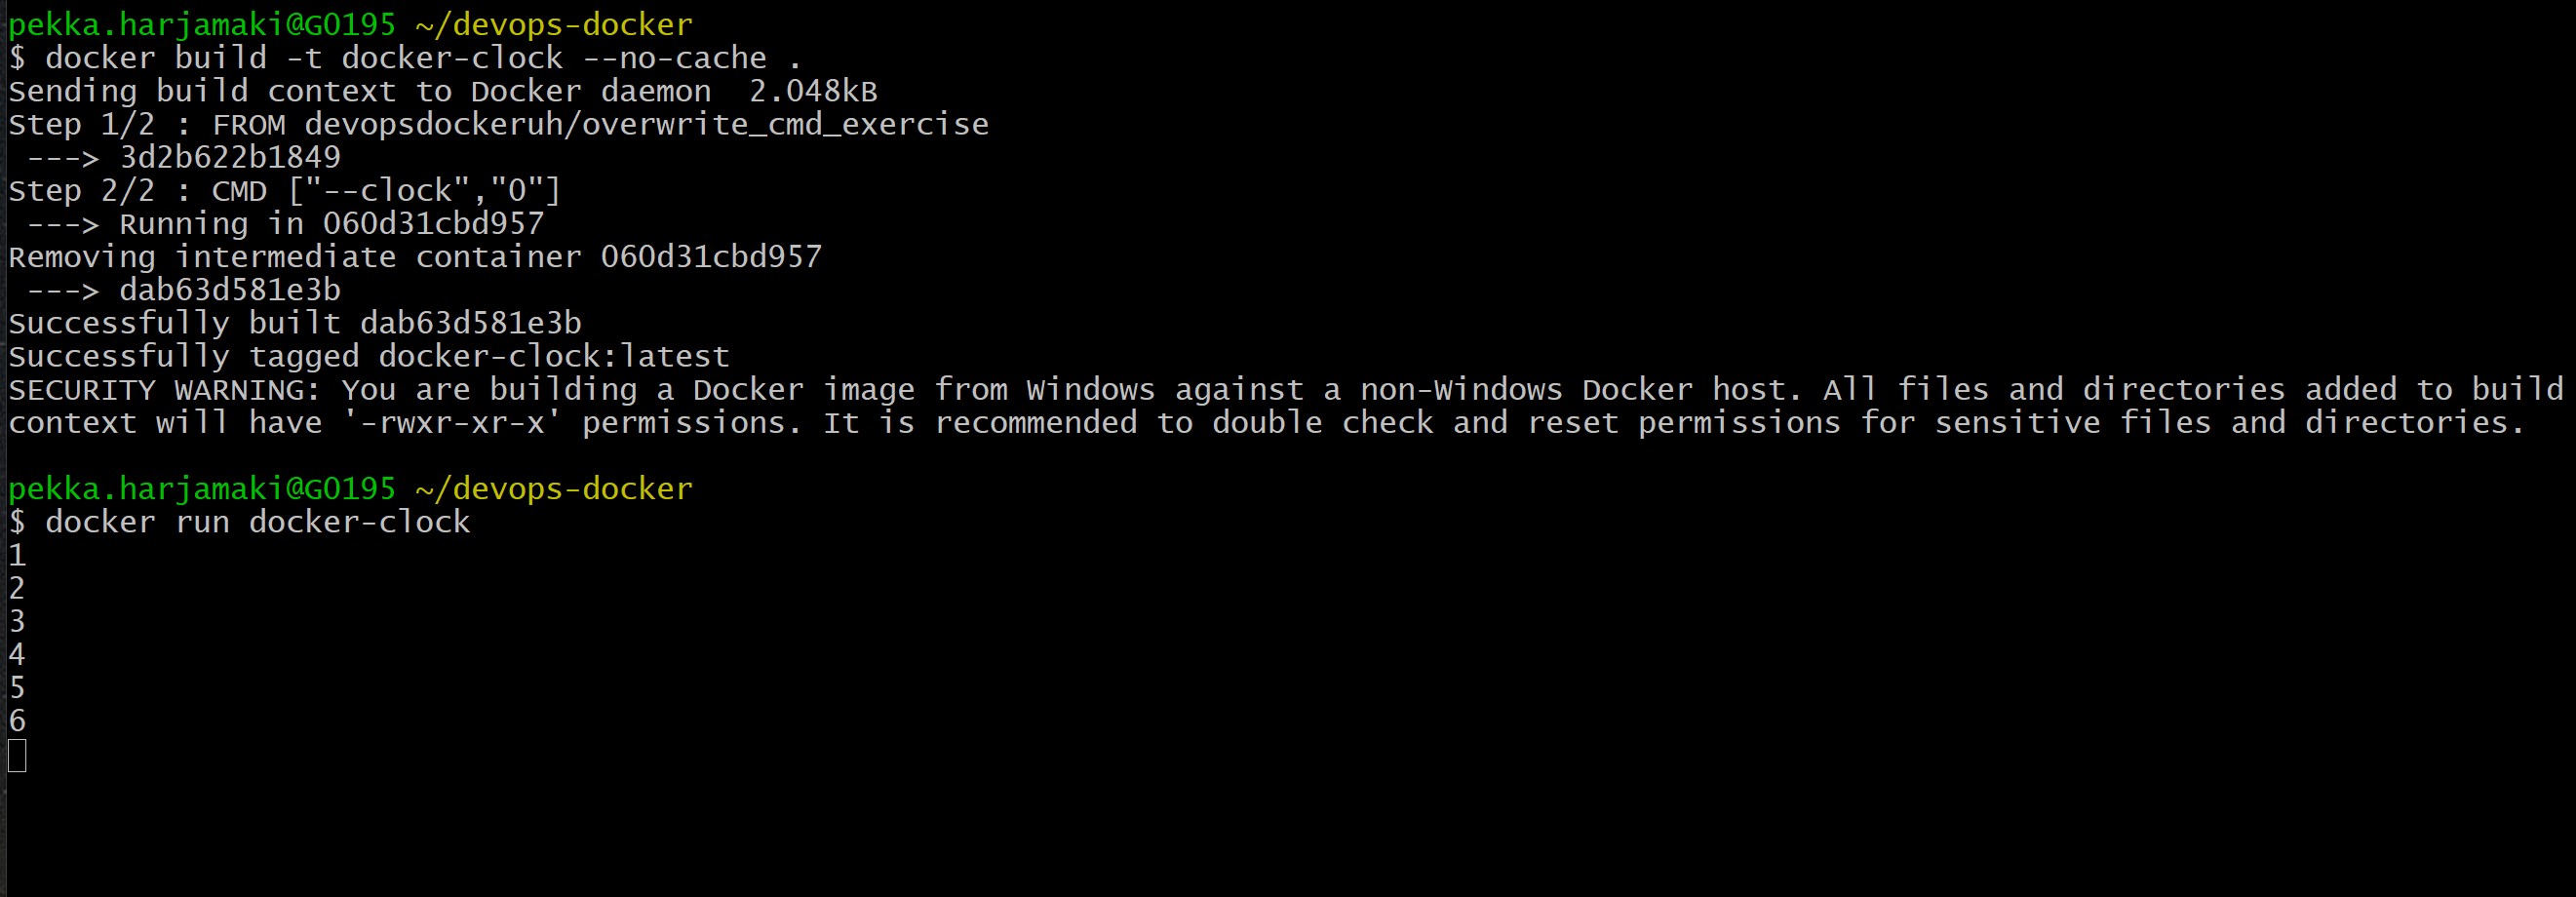 pekka.harjamaki@GO195 ~/devops-docker
$ docker build -t docker-clock --no-cache .
Sending build context to Docker daemon  2.048kB
Step 1/2 : FROM devopsdockeruh/overwrite_cmd_exercise
 ---> 3d2b622b1849
Step 2/2 : CMD ["--clock","0"]
 ---> Running in 060d31cbd957
Removing intermediate container 060d31cbd957
 ---> dab63d581e3b
Successfully built dab63d581e3b
Successfully tagged docker-clock:latest
SECURITY WARNING: You are building a Docker image from Windows against a non-Windows Docker host. All files and directories added to build
context will have '-rwxr-xr-x' permissions. It is recommended to double check and reset permissions for sensitive files and directories.
pekka.harjamaki@GO195 ~/devops-docker
$ docker run docker-clock
1
2
3
4
5
6